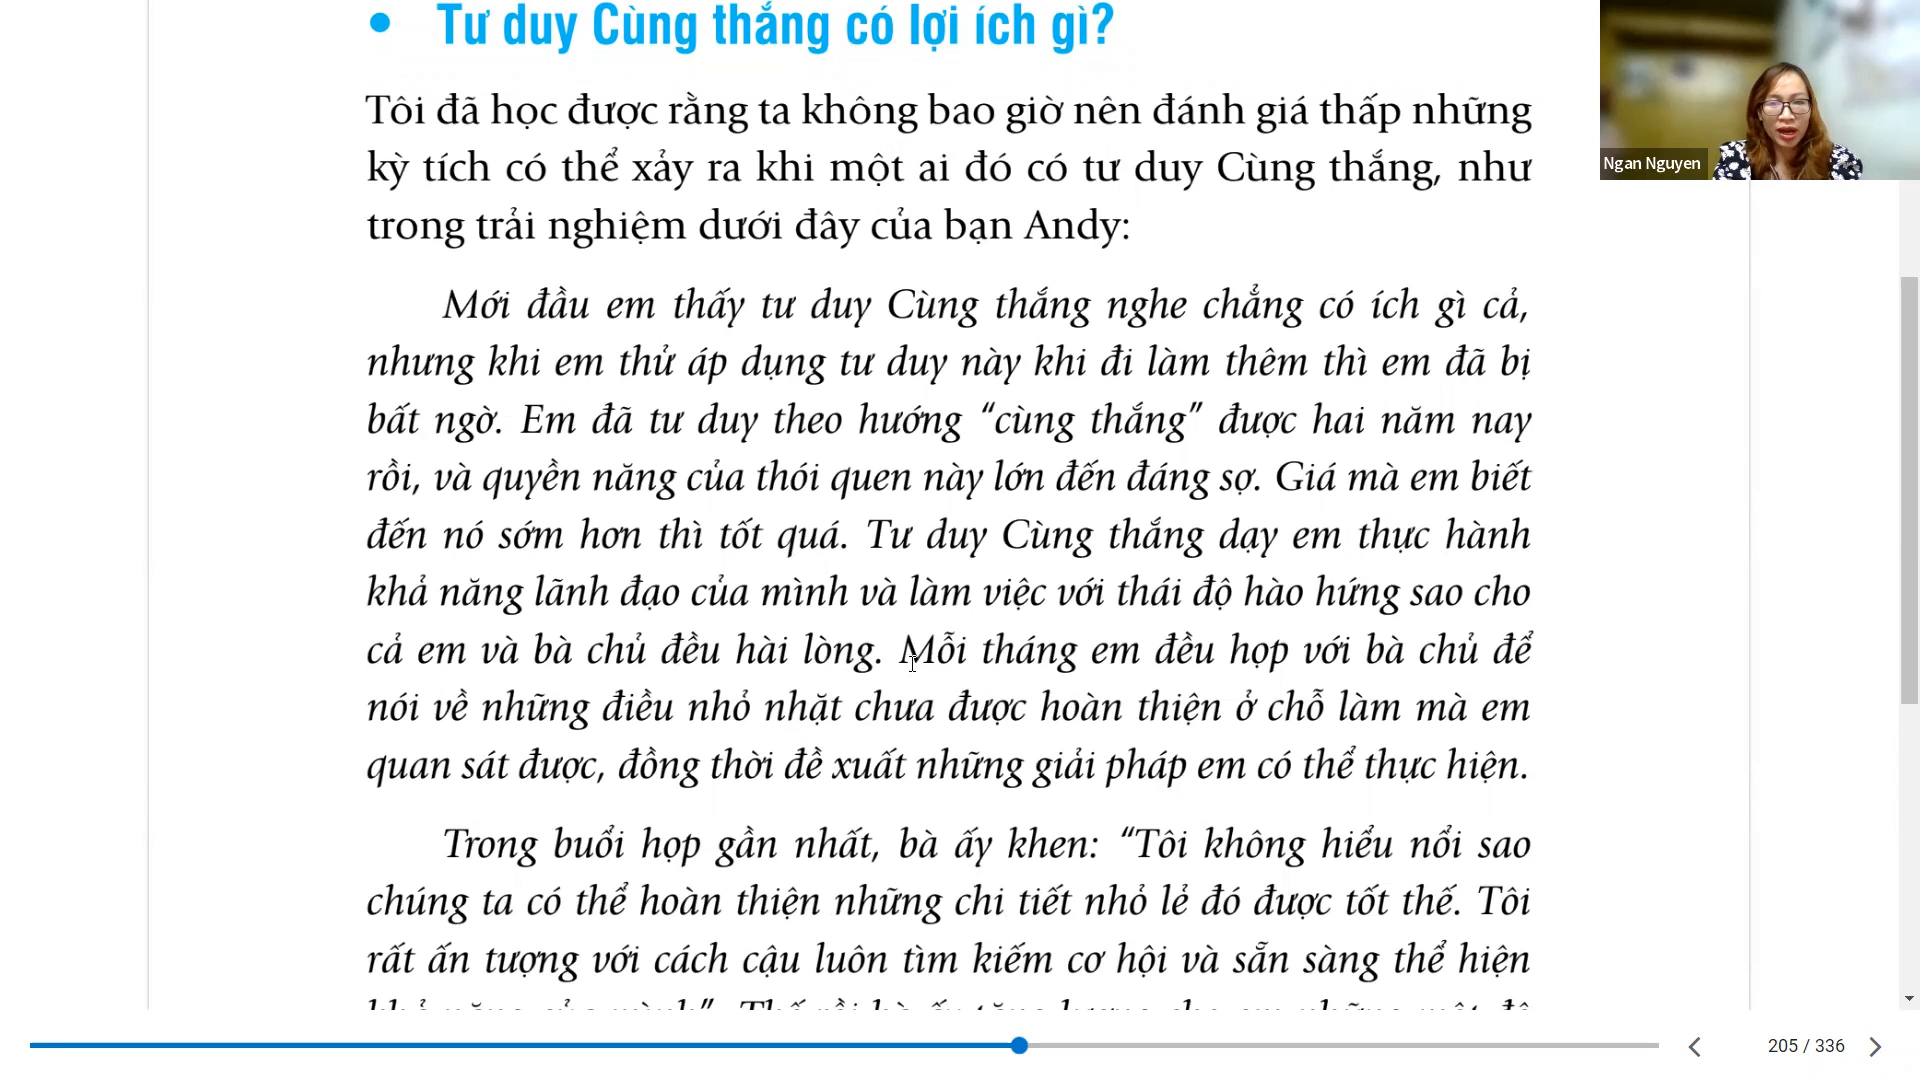 • Tư duy Cùng thắng có lợi ích gì?
Tôi đã học được rằng ta không bao giờ nên đánh giá thấp những
kỳ tích có thể xảy ra khi một ai đó có tư duy Cùng thắng, như
trong trải nghiệm dưới đây của bạn Andy:
Mới đầu em thấy tư duy Cùng thắng nghe chẳng có ích gì cả,
nhưng khi em thử áp dụng tư duy này khi đi làm thêm thì em đã bị
bất ngờ. Em đã tư duy theo hướng “cùng thắng” được hai năm nay
rồi, và quyền năng của thói quen này lớn đến đáng sợ. Giá mà em biết
đến nó sớm hơn thì tốt quá. Tư duy Cùng thắng dạy em thực hành
khả năng lãnh đạo của mình và làm việc với thái độ hào hứng sao cho
cả em và bà chủ đều hài lòng. Mỗi tháng em đều họp với bà chủ để
nói về những điều nhỏ nhặt chưa được hoàn thiện ở chỗ làm mà em
quan sát được, đồng thời đề xuất những giải pháp em có thể thực hiện.
Trong buổi họp gần nhất, bà ấy khen: “Tôi không hiểu nổi sao
chúng ta có thể hoàn thiện những chi tiết nhỏ lẻ đó được tốt thế. Tôi
rất ấn tượng với cách cậu luôn tìm kiếm cơ hội và sẵn sàng thể hiện
Ngan Nguyen
205 / 336